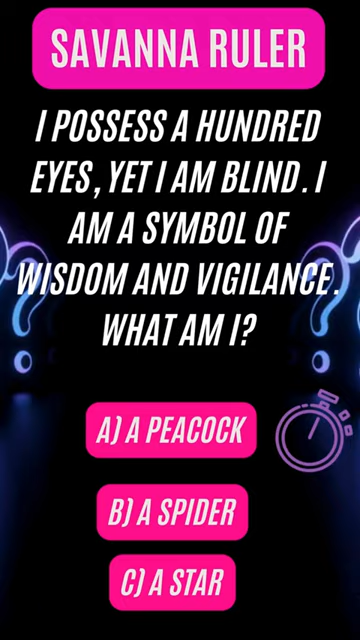 SAVANNA RULER
I POSSESS A HUNDRED
EYES, YET I AM BLIND. I
AM A SYMBOL OF
WISDOM AND VIGILANCE.
WHAT AM I?
A) A PEACOCK
B) A SPIDER
C) A STAR